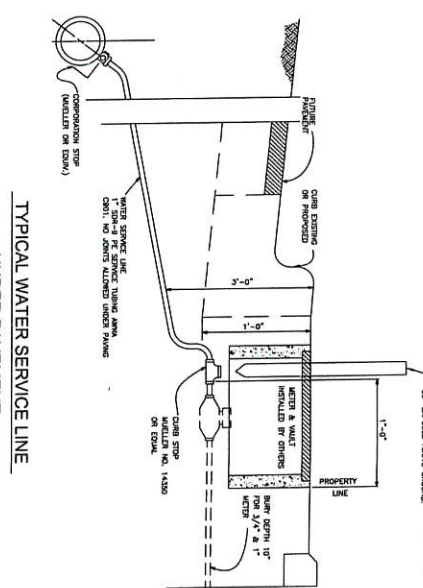 FUTURE
PAVEMENT
CURB EXISTING
OR PROPOSED
3'-0"
1'-0"
1'-0"
METER & VAULT
INSTALLED BY OTHERS
PROPERTY
LINE
CORPORATION STOP
(MUELLER OR EQUIV.)
WATER SERVICE LINE
1" SDR-9 PE SERVICE TUBING AWWA
C901. NO JOINTS ALLOWED UNDER PAVING
CURB STOP
MUELLER NO. 14350
OR EQUAL
BURY DEPTH 10"
FOR 3/4" & 1"
METER
TYPICAL WATER SERVICE LINE